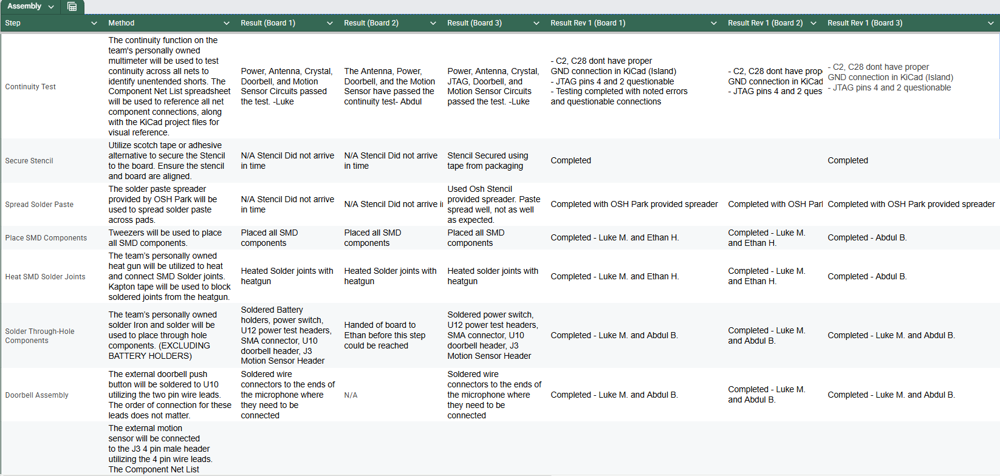 Assembly
Step
Method
Result (Board 1)
Result (Board 2)
Result (Board 3)
Result Rev 1 (Board 1)
Result Rev 1 (Board 2)
Result Rev 1 (Board 3)
Continuity Test
The continuity function on the
team's personally owned
multimeter will be used to test
continuity across all nets to
identify unintended shorts. The
Component Net List spreadsheet
will be used to reference all net
component connections, along
with the KiCad project files for
visual reference.
Power, Antenna, Crystal,
Doorbell, and Motion
Sensor Circuits passed
the test. -Luke
The Antenna, Power,
Doorbell, and the Motion
Sensor have passed the
continuity test- Abdul
Power, Antenna, Crystal,
JTAG, Doorbell, and
Motion Sensor Circuits
passed the test. -Luke
- C2, C28 dont have proper
GND connection in KiCad (Island)
- JTAG pins 4 and 2 questionable
- Testing completed with noted errors
and questionable connections
- C2, C28 dont have prop
GND connection in KiCad
- JTAG pins 4 and 2 ques
- C2, C28 dont have proper
GND connection in KiCad (Island)
- JTAG pins 4 and 2 questionable
Secure Stencil
Utilize scotch tape or adhesive
alternative to secure the Stencil
to the board. Ensure the stencil
and board are aligned.
N/A Stencil Did not arrive
in time
N/A Stencil Did not arrive
in time
Stencil Secured using
tape from packaging
Completed
Completed
Spread Solder Paste
The solder paste spreader
provided by OSH Park will be
used to spread solder paste
across pads.
N/A Stencil Did not arrive
in time
N/A Stencil Did not arrive i
Used Osh Stencil
provided spreader. Paste
spread well, not as well
as expected.
Completed with OSH Park provided spreader
Completed with OSH Parl
Completed with OSH Park provided spreader
Place SMD Components
Tweezers will be used to place
all SMD components.
Placed all SMD
components
Placed all SMD
components
Placed all SMD
components
Completed - Luke M. and Ethan H.
Completed - Luke M.
and Ethan H.
Completed - Abdul B.
Heat SMD Solder Joints
The team's personally owned
heat gun will be utilized to heat
and connect SMD Solder joints.
Kapton tape will be used to block
soldered joints from the heatgun.
Heated Solder joints with
heatgun
Heated Solder joints with
heatgun
Heated solder joints with
heatgun
Completed - Luke M. and Ethan H.
Completed - Luke M.
and Ethan H.
Completed - Abdul B.
Solder Through-Hole
Components
The team's personally owned
solder Iron and solder will be
used to place through hole
components. (EXCLUDING
BATTERY HOLDERS)
Soldered Battery
holders, power switch,
U12 power test headers,
SMA connector, U10
doorbell header, J3
Motion Sensor Header
Handed of board to
Ethan before this step
could be reached
Soldered power switch,
U12 power test headers,
SMA connector, U10
doorbell header, J3
Motion Sensor Header
Completed - Luke M. and Abdul B.
Completed - Luke M.
and Abdul B.
Completed - Luke M. and Abdul B.
Doorbell Assembly
The external doorbell push
button will be soldered to U10
utilizing the two pin wire leads.
The order of connection for these
leads does not matter.
Soldered wire
connectors to the ends of
the microphone where
they need to be
connected
N/A
Soldered wire
connectors to the ends of
the microphone where
they need to be
connected
Completed - Luke M. and Abdul B.
Completed - Luke M.
and Abdul B.
Completed - Luke M. and Abdul B.
The external motion
sensor will be connected
to the J3 4 pin male header
utilizing the 4 pin wire leads.
The Component Net List